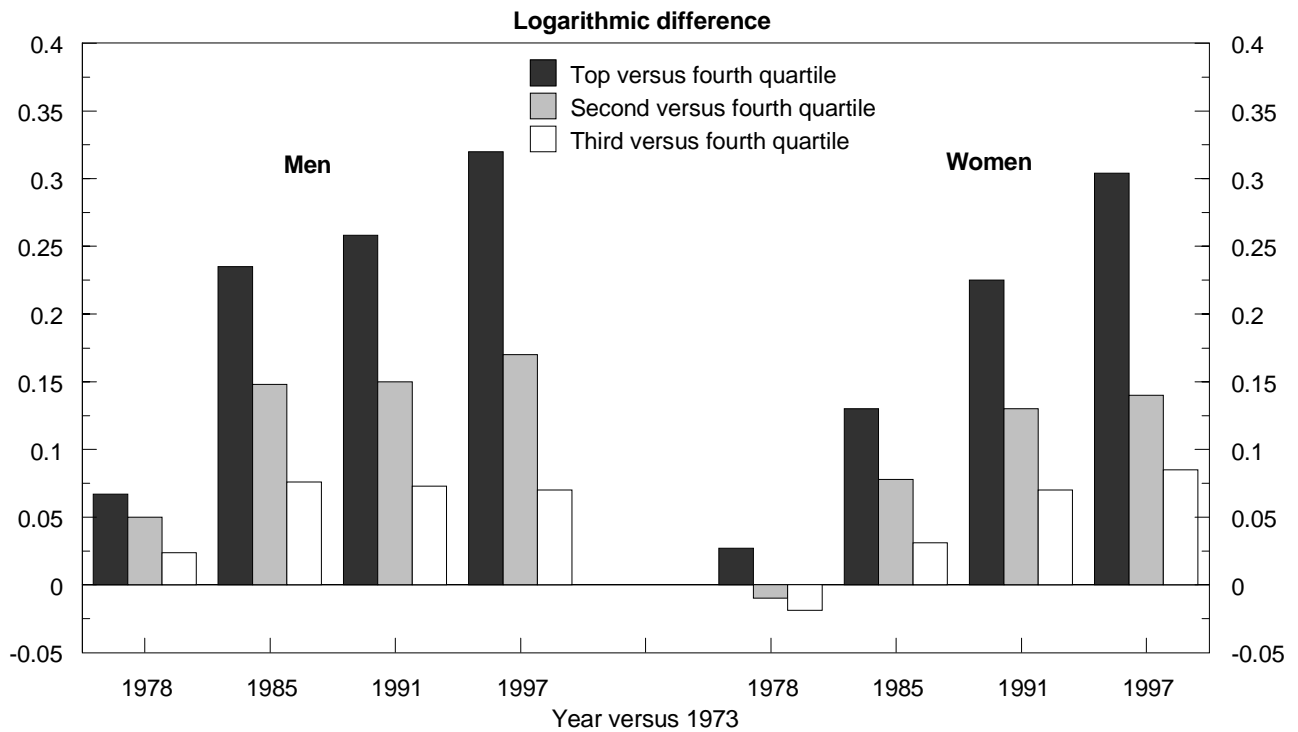 Logarithmic difference
0.4 0.4
Top versus fourth quartile
0.35 0.35
Second versus fourth quartile
Third versus fourth quartile
Men Women
0.3 0.3
0.25 0.25
0.2 0.2
0.15 0.15
0.1 0.1
0.05 0.05
0 0
-0.05 -0.05
1978 1985 1991 1997 1978 1985 1991 1997
Year versus 1973